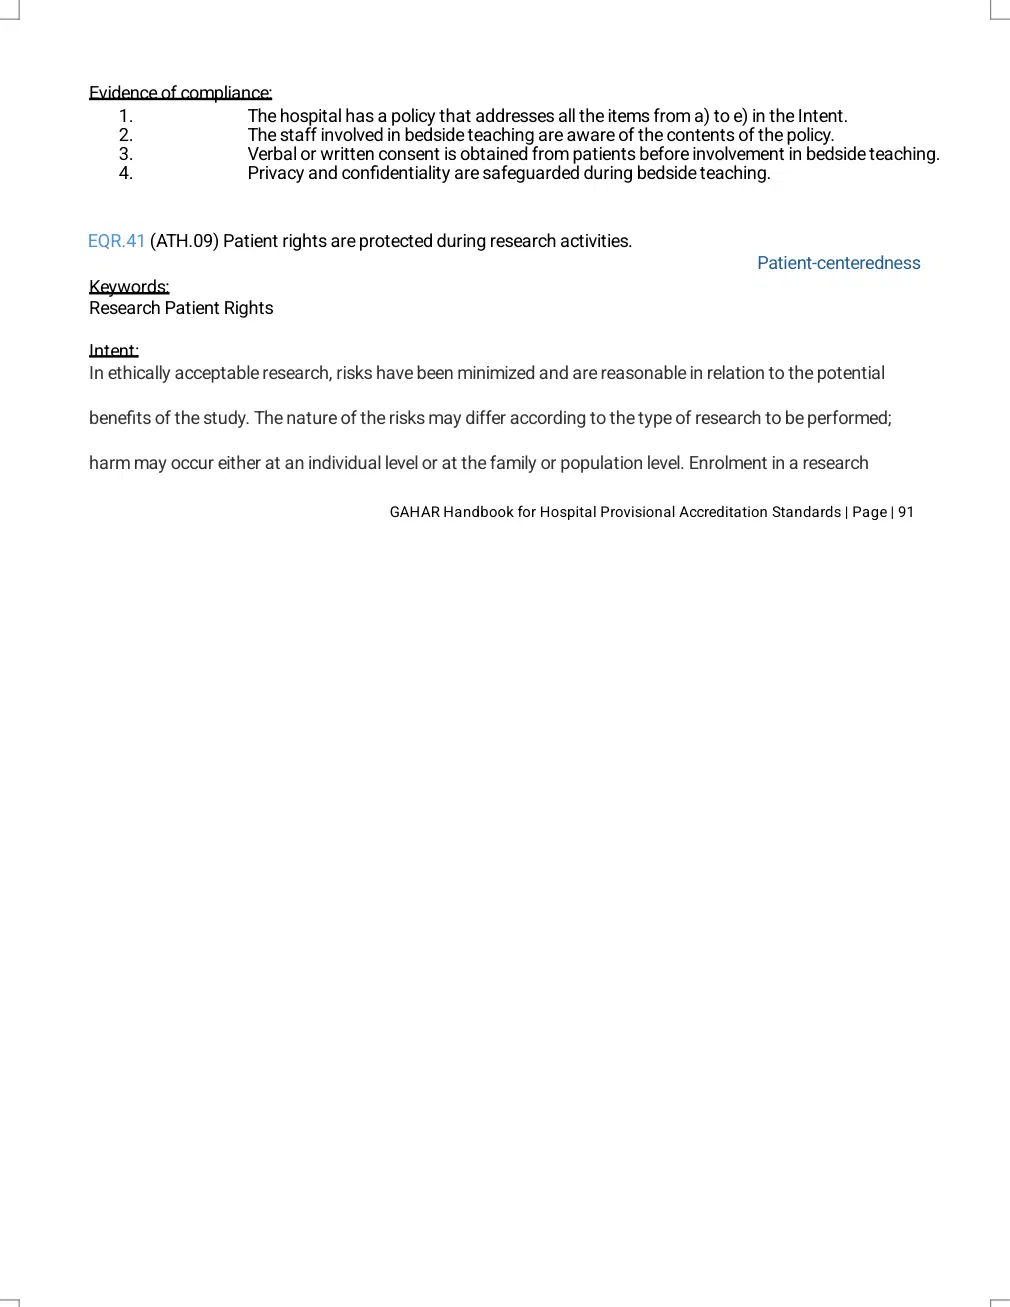 Evidence of compliance:
1. The hospital has a policy that addresses all the items from a) to e) in the Intent.
2. The staff involved in bedside teaching are aware of the contents of the policy.
3. Verbal or written consent is obtained from patients before involvement in bedside teaching.
4. Privacy and confidentiality are safeguarded during bedside teaching.
EQR.41 (ATH.09) Patient rights are protected during research activities.
Patient-centeredness
Keywords:
Research Patient Rights
Intent:
In ethically acceptable research, risks have been minimized and are reasonable in relation to the potential
benefits of the study. The nature of the risks may differ according to the type of research to be performed;
harm may occur either at an individual level or at the family or population level. Enrolment in a research
GAHAR Handbook for Hospital Provisional Accreditation Standards | Page | 91